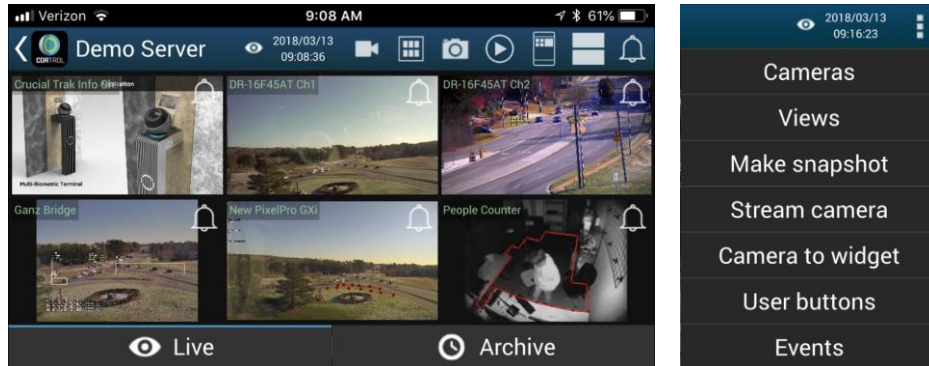 Verizon 9:08 AM 61%
CORTROL Demo Server 2018/03/13
09:08:36
Crucial Trak Info
DR-16F45AT Ch1
DR-16F45AT Ch2
Multi-Biometric Terminal
Ganz Bridge
New PixelPro GXi
People Counter
Live
Archive
2018/03/13
09:16:23
Cameras
Views
Make snapshot
Stream camera
Camera to widget
User buttons
Events